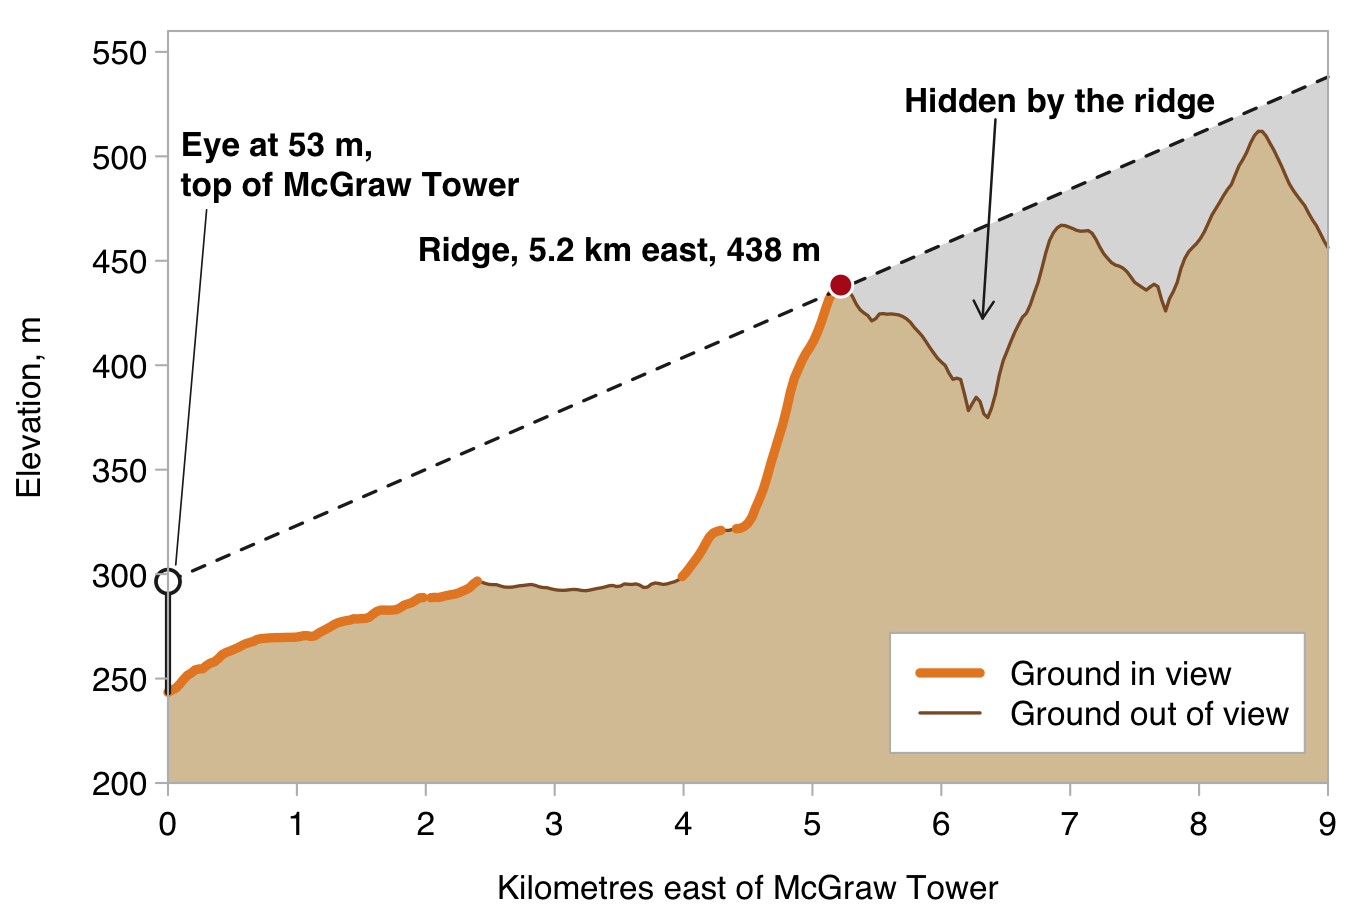 550
500
450
400
350
300
250
200
Elevation, m
Eye at 53 m,
top of McGraw Tower
Ridge, 5.2 km east, 438 m
Hidden by the ridge
Ground in view
Ground out of view
0 1 2 3 4 5 6 7 8 9
Kilometres east of McGraw Tower